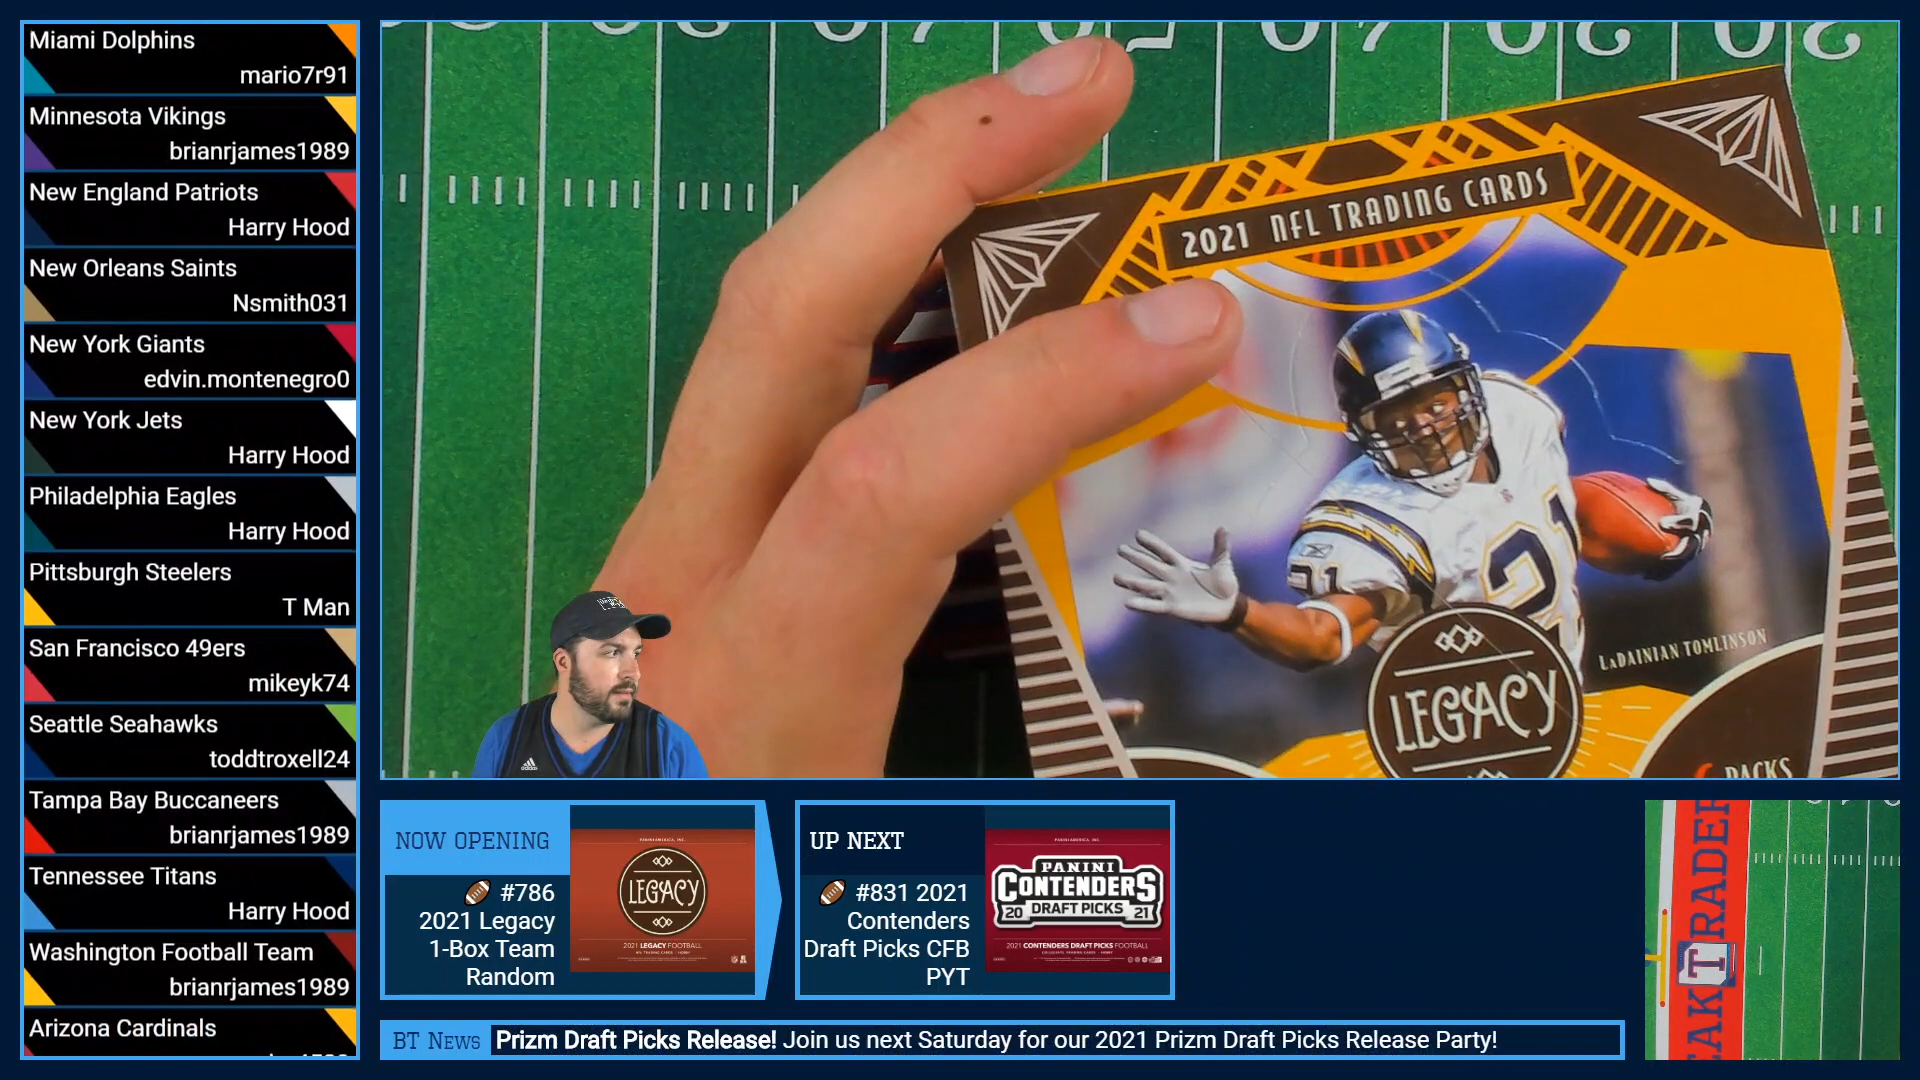 Miami Dolphins
mario7r91
Minnesota Vikings
brianrjames1989
New England Patriots
Harry Hood
New Orleans Saints
Nsmith031
New York Giants
edvin.montenegro0
New York Jets
Harry Hood
Philadelphia Eagles
Harry Hood
Pittsburgh Steelers
T Man
San Francisco 49ers
mikeyk74
Seattle Seahawks
toddtroxell24
Tampa Bay Buccaneers
brianrjames1989
Tennessee Titans
Harry Hood
Washington Football Team
brianrjames1989
Arizona Cardinals
2021 NFL TRADING CARDS
21
21
LaDAINIAN TOMLINSON
LEGACY
PACKS
NOW OPENING
#786
2021 Legacy
1-Box Team
Random
LEGACY
2021 LEGACY FOOTBALL
UP NEXT
#831 2021
Contenders
Draft Picks CFB
PYT
PANINI
CONTENDERS
20 DRAFT PICKS 21
2021 CONTENDERS DRAFT PICKS FOOTBALL
EAK TRADER
BT News
Prizm Draft Picks Release! Join us next Saturday for our 2021 Prizm Draft Picks Release Party!